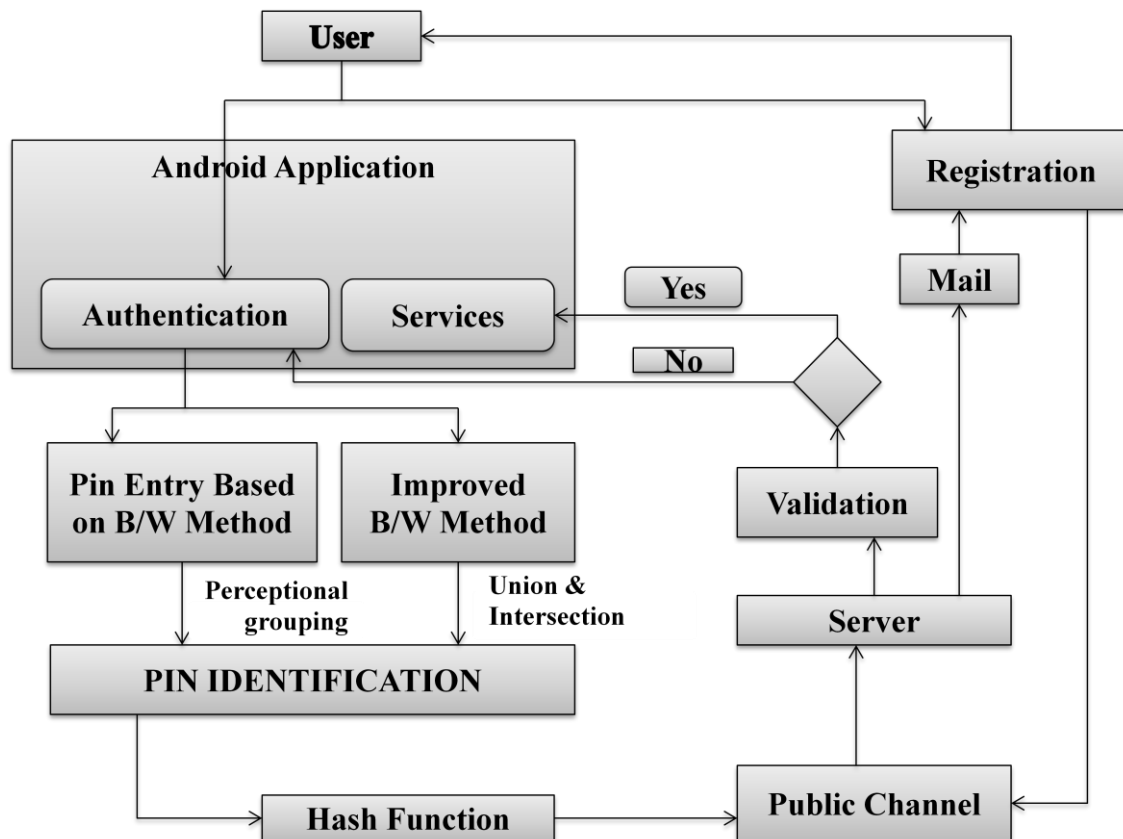 User
Android Application
Registration
Mail
Yes
Authentication
Services
No
Pin Entry Based
on B/W Method
Improved
B/W Method
Validation
Perceptional
grouping
Union &
Intersection
Server
PIN IDENTIFICATION
Public Channel
Hash Function